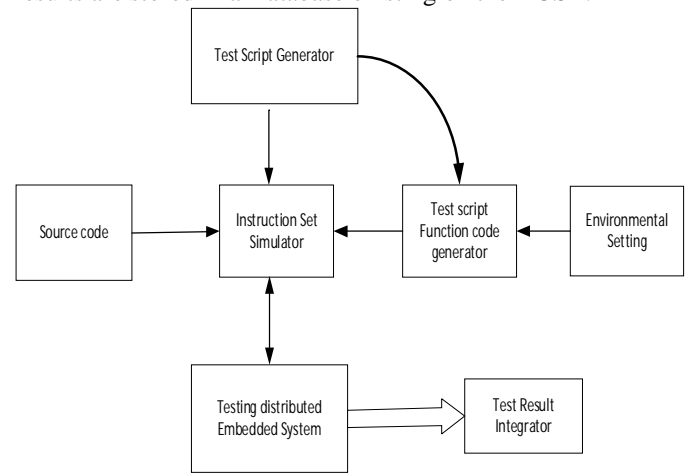 Test Script Generator
Source code
Instruction Set
Simulator
Test script
Function code
generator
Environmental
Setting
Testing distributed
Embedded System
Test Result
Integrator